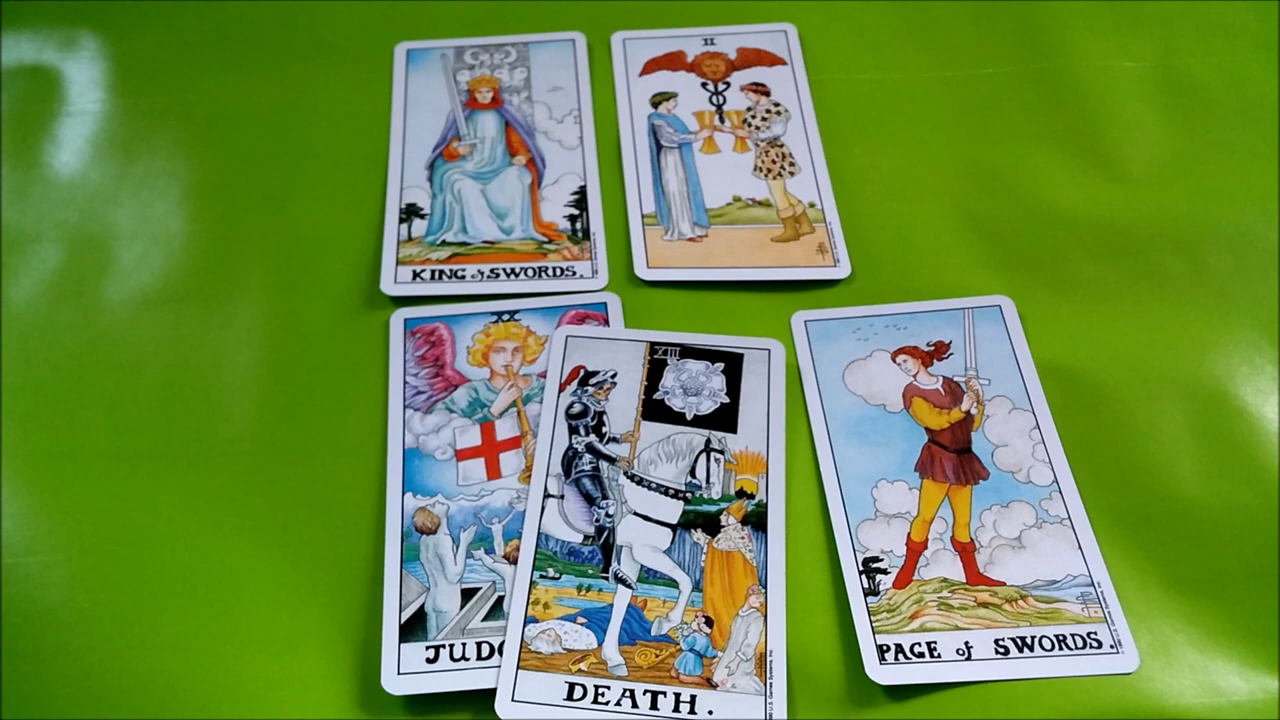 KING of SWORDS.
II
XX
JUDG
XIII
DEATH.
PAGE of SWORDS.